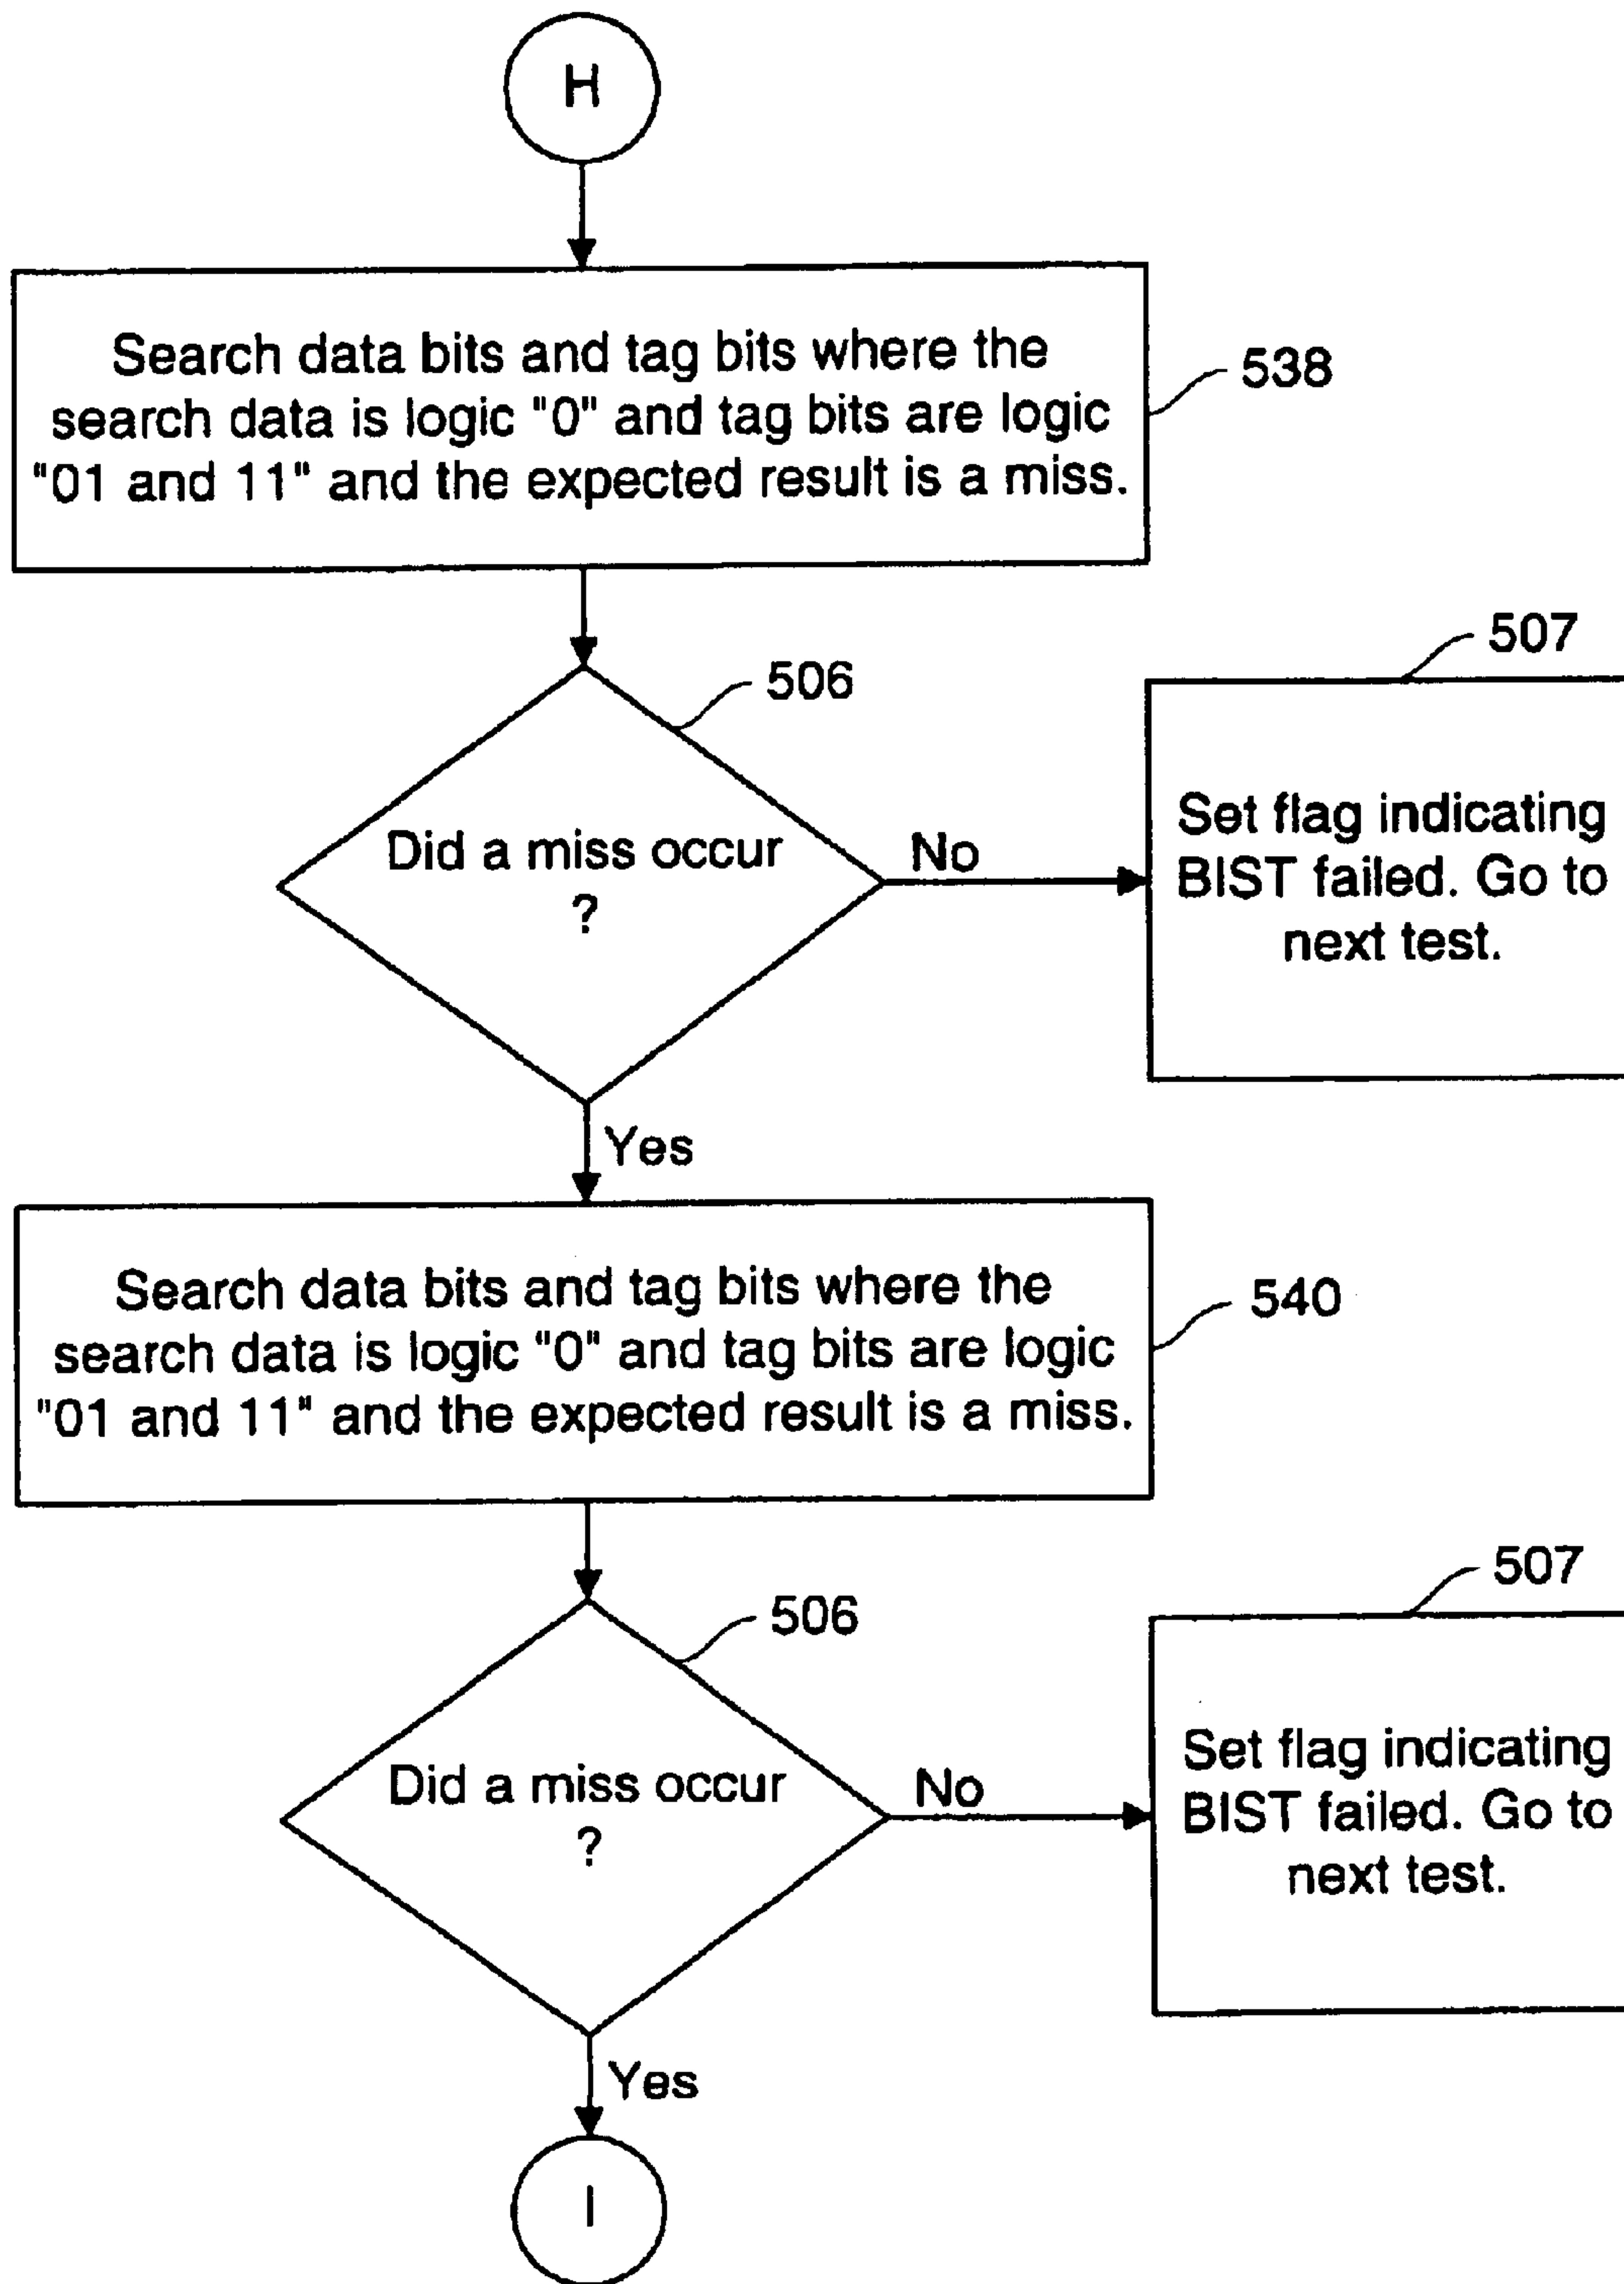 H
Search data bits and tag bits where the
search data is logic "0" and tag bits are logic
"01 and 11" and the expected result is a miss.
538
506
Did a miss occur
?
No
507
Set flag indicating
BIST failed. Go to
next test.
Yes
Search data bits and tag bits where the
search data is logic "0" and tag bits are logic
"01 and 11" and the expected result is a miss.
540
506
Did a miss occur
?
No
507
Set flag indicating
BIST failed. Go to
next test.
Yes
I